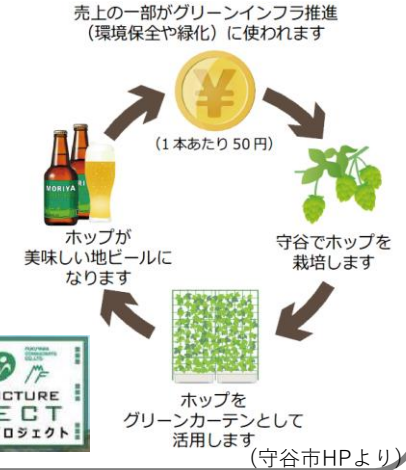 売上の一部がグリーンインフラ推進
（環境保全や緑化）に使われます
¥
（1本あたり50円）
MORIYA
ホップが
美味しい地ビールに
なります
守谷でホップを
栽培します
ホップを
グリーンカーテンとして
活用します
CTURE
ECT
プロジェクト
（守谷市HPより）